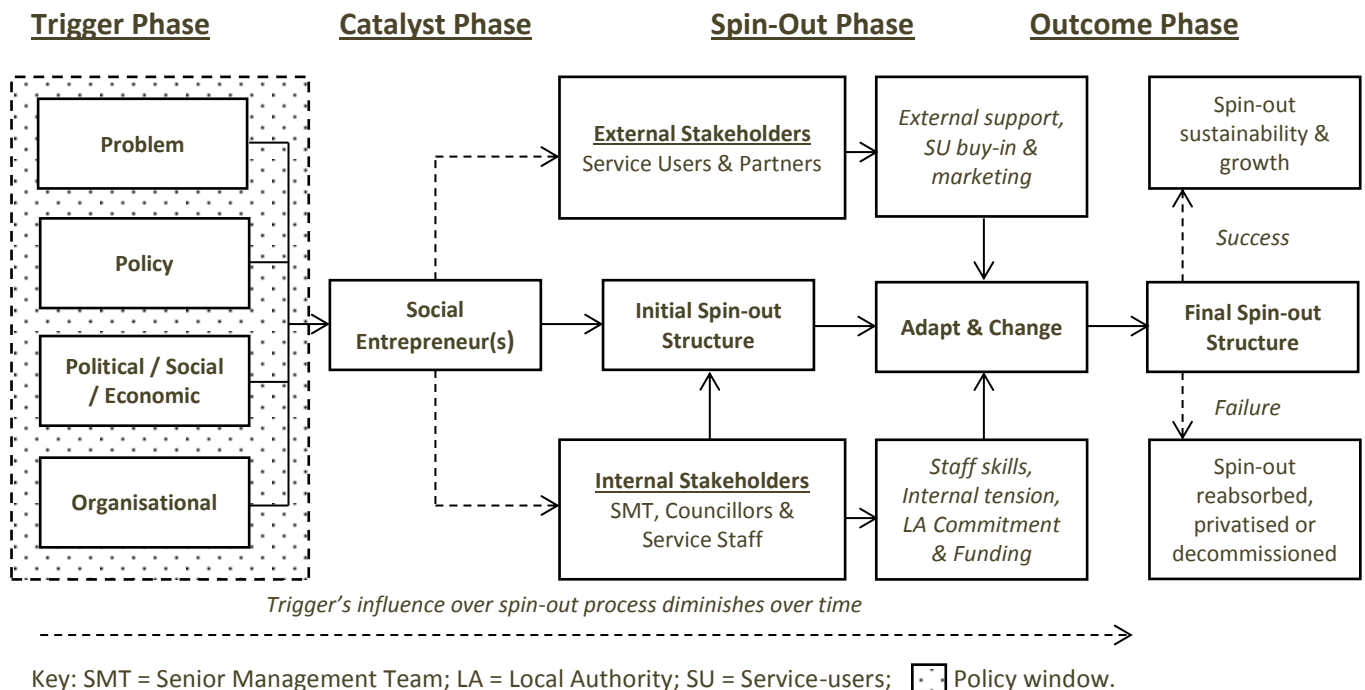 Trigger Phase
Catalyst Phase
Spin-Out Phase
Outcome Phase
Problem
Policy
Political / Social
/ Economic
Organisational
Social
Entrepreneur(s)
External Stakeholders
Service Users & Partners
Initial Spin-out
Structure
Internal Stakeholders
SMT, Councillors &
Service Staff
External support,
SU buy-in &
marketing
Adapt & Change
Staff skills,
Internal tension,
LA Commitment
& Funding
Spin-out
sustainability &
growth
Success
Final Spin-out
Structure
Failure
Spin-out
reabsorbed,
privatised or
decommissioned
Trigger's influence over spin-out process diminishes over time
Key: SMT = Senior Management Team; LA = Local Authority; SU = Service-users; Policy window.